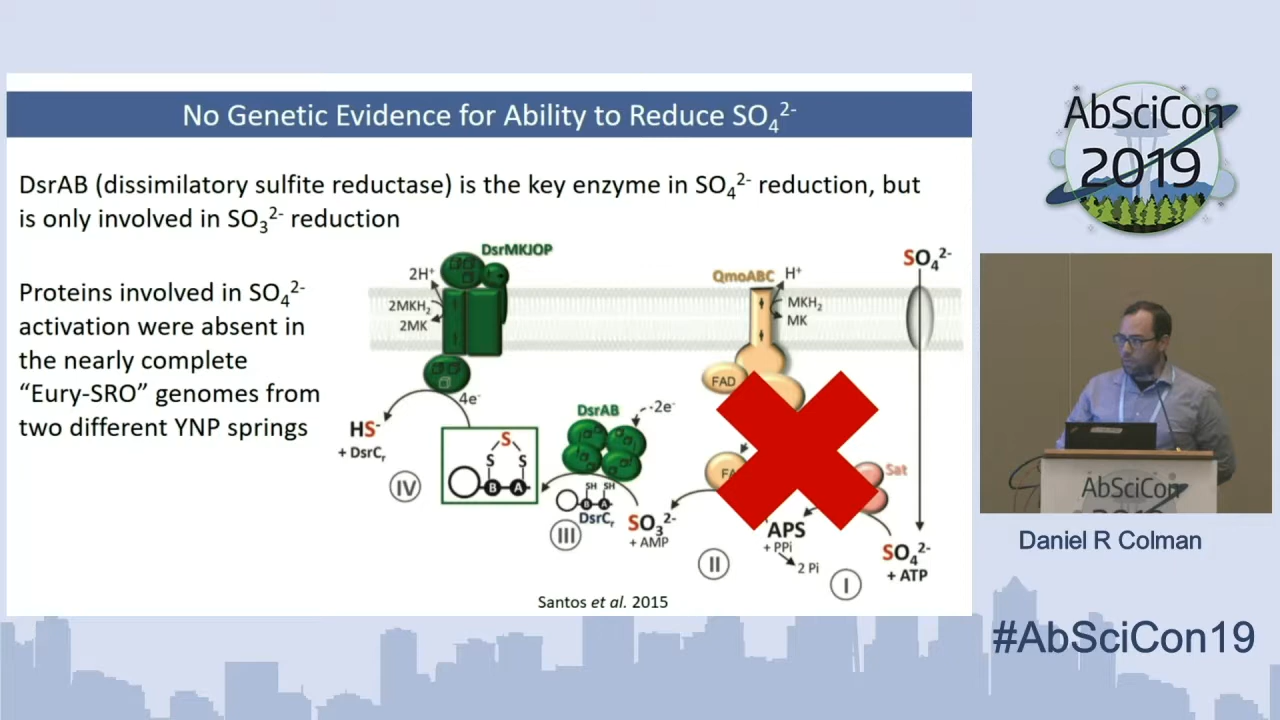 No Genetic Evidence for Ability to Reduce SO₄²⁻
DsrAB (dissimilatory sulfite reductase) is the key enzyme in SO₄²⁻ reduction, but
is only involved in SO₃²⁻ reduction
Proteins involved in SO₄²⁻
activation were absent in
the nearly complete
“Eury-SRO” genomes from
two different YNP springs
DsrMKJOP
2H⁺
2MKH₂
2MK
4e⁻
HS⁻
+ DsrCᵣ
IV
S
S S
B A
DsrAB
2e⁻
SH SH
B A
DsrCᵣ
III
SO₃²⁻
+ AMP
QmoABC
H⁺
MKH₂
MK
FAD
FA
II
APS
+ PPi
2 Pi
I
Sat
SO₄²⁻
SO₄²⁻
+ ATP
Santos et al. 2015
AbSciCon
2019
AbSciCon
Daniel R Colman
#AbSciCon19